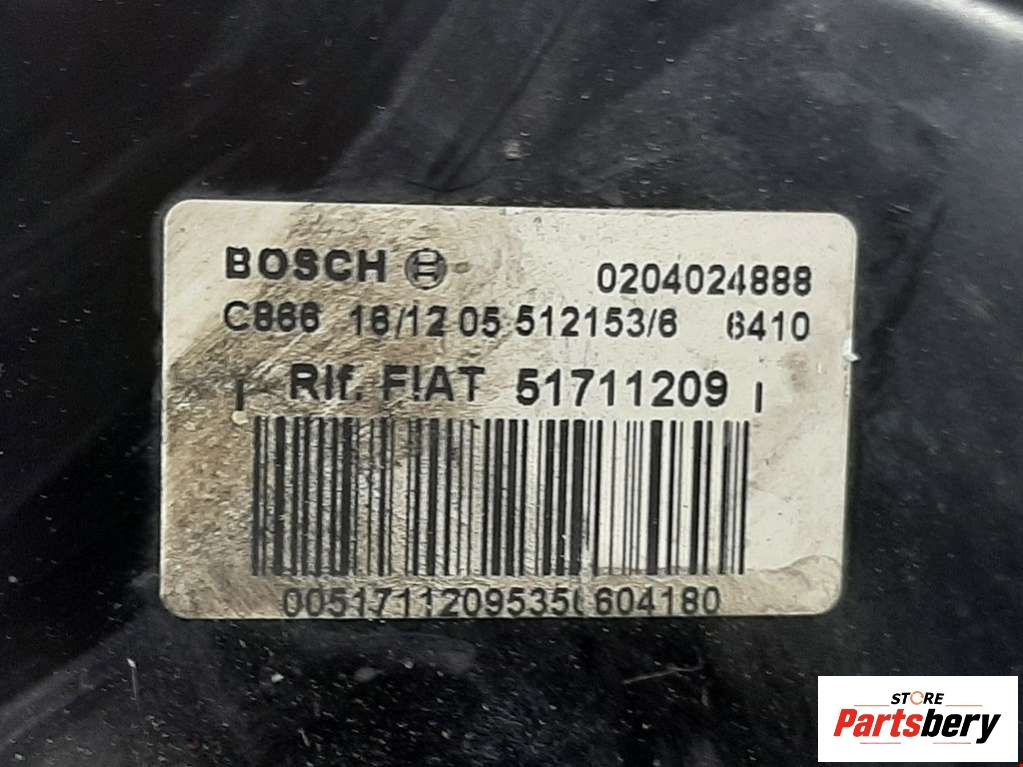 BOSCH 0204024888
C866 16/12 05 512153/6 6410
Rif. FIAT 51711209
STORE
Partsbery